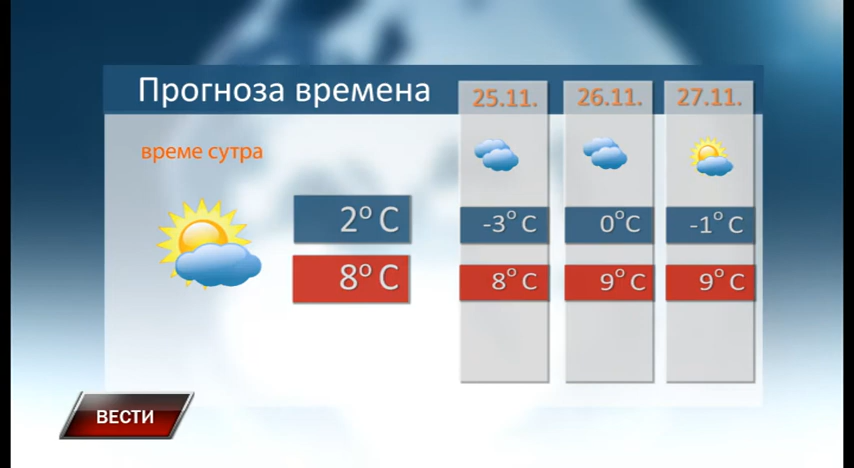 Прогноза времена
време сутра
2° C
8° C
25.11. 26.11. 27.11.
-3° C 0°C -1° C
8° C 9° C 9° C
ВЕСТИ